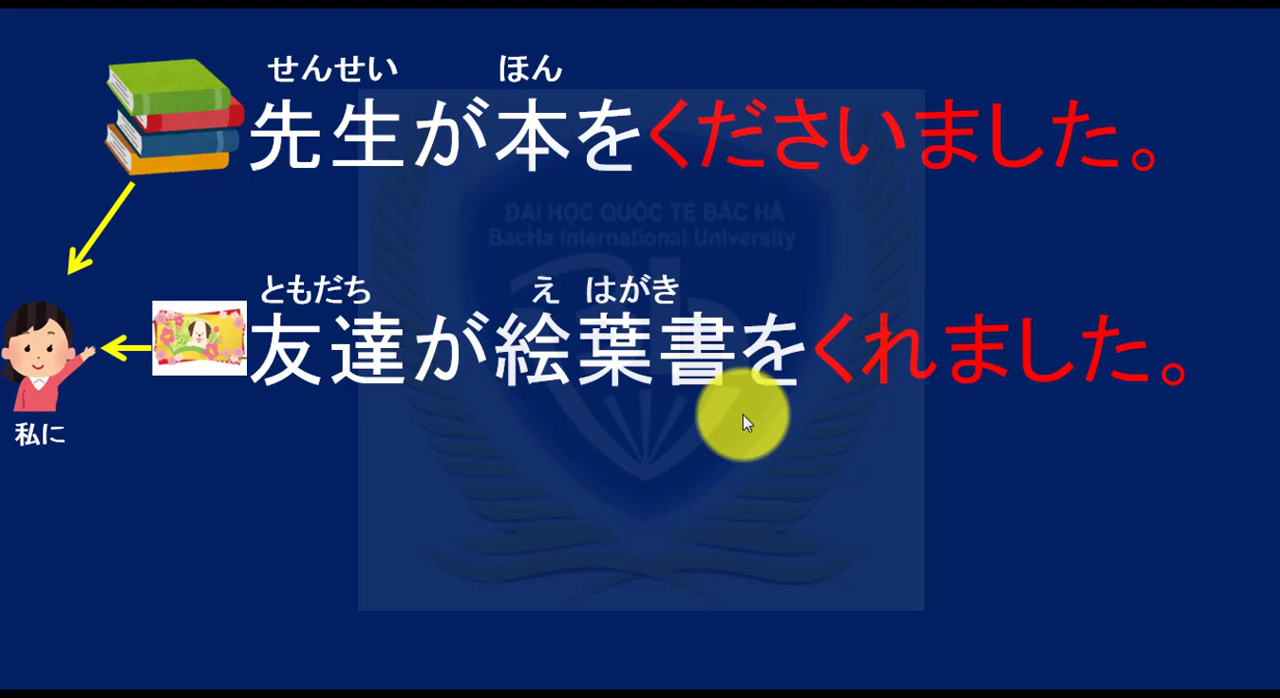 せんせい ほん
先生が本をくださいました。
ĐẠI HỌC QUỐC TẾ BẮC HÀ
BacHa International University
ともだち え はがき
友達が絵葉書をくれました。
私に